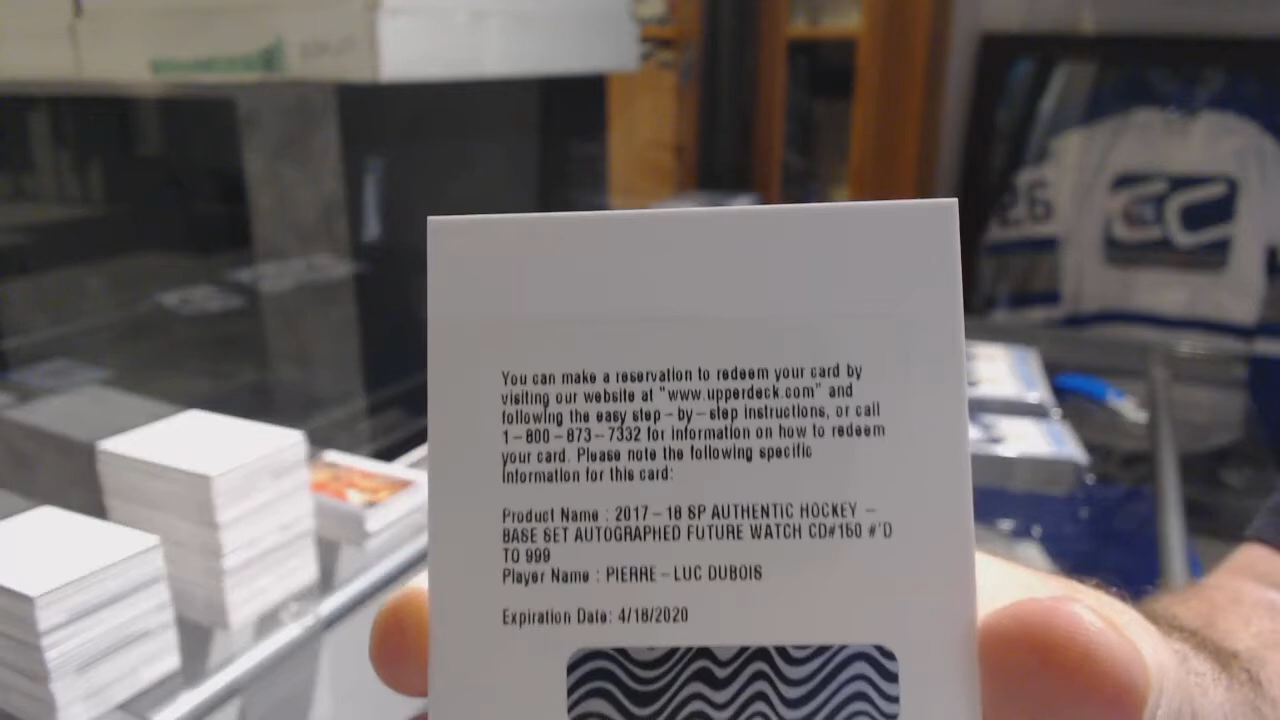 You can make a reservation to redeem your card by
visiting our website at "www.upperdeck.com" and
following the easy step-by-step instructions, or call
1-800-873-7332 for information on how to redeem
your card. Please note the following specific
information for this card:
Product Name : 2017-18 SP AUTHENTIC HOCKEY -
BASE SET AUTOGRAPHED FUTURE WATCH CD#150 #'D
TO 999
Player Name : PIERRE-LUC DUBOIS
Expiration Date: 4/18/2020
26
CC